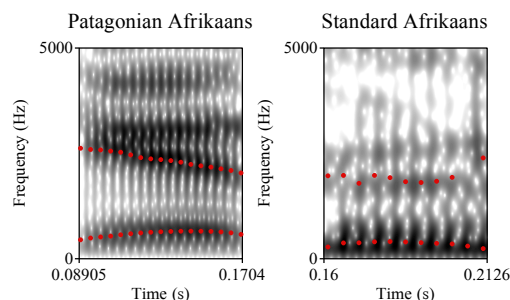 Patagonian Afrikaans
5000
Frequency (Hz)
0
0.08905
0.1704
Time (s)
Standard Afrikaans
5000
Frequency (Hz)
0
0.16
0.2126
Time (s)